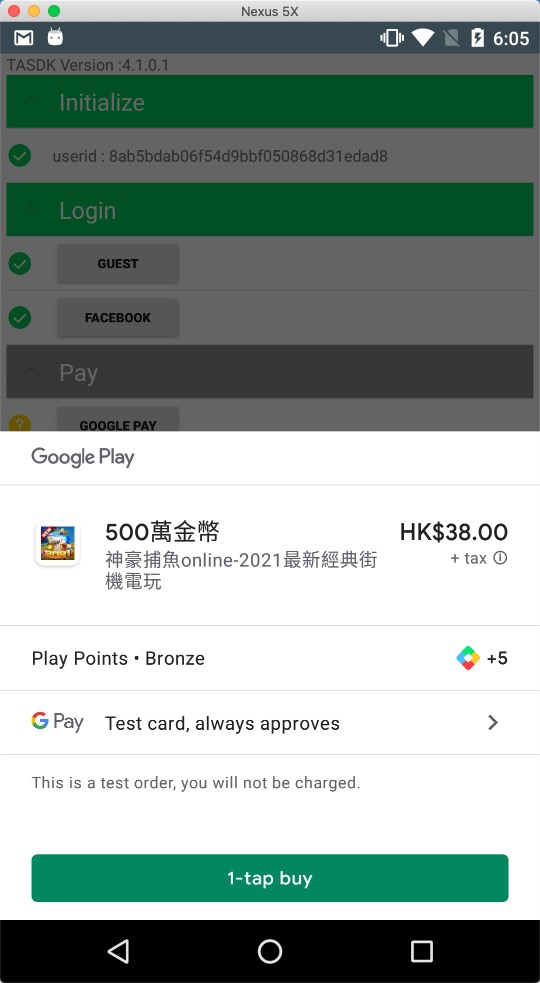 Nexus 5X
6:05
TASDK Version :4.1.0.1
Initialize
userid : 8ab5bdab06f54d9bbf050868d31edad8
Login
GUEST
FACEBOOK
Pay
GOOGLE PAY
Google Play
500萬金幣
HK$38.00
神豪捕魚online-2021最新經典街
+ tax
機電玩
Play Points • Bronze
+5
G Pay
Test card, always approves
This is a test order, you will not be charged.
1-tap buy